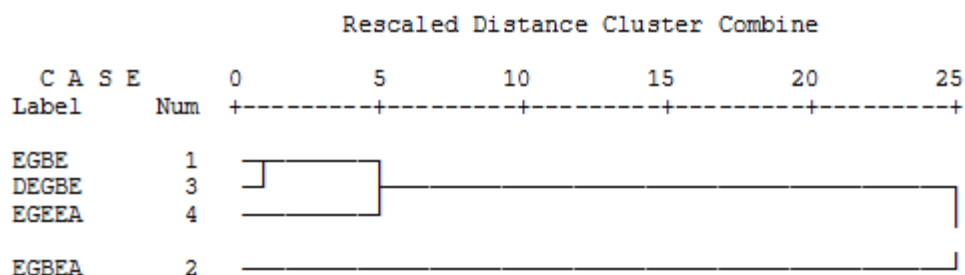 Rescaled Distance Cluster Combine
C A S E 0 5 10 15 20 25
Label Num +---------+---------+---------+---------+---------+
EGBE 1
DEGBE 3
EGEEA 4
EGBEA 2